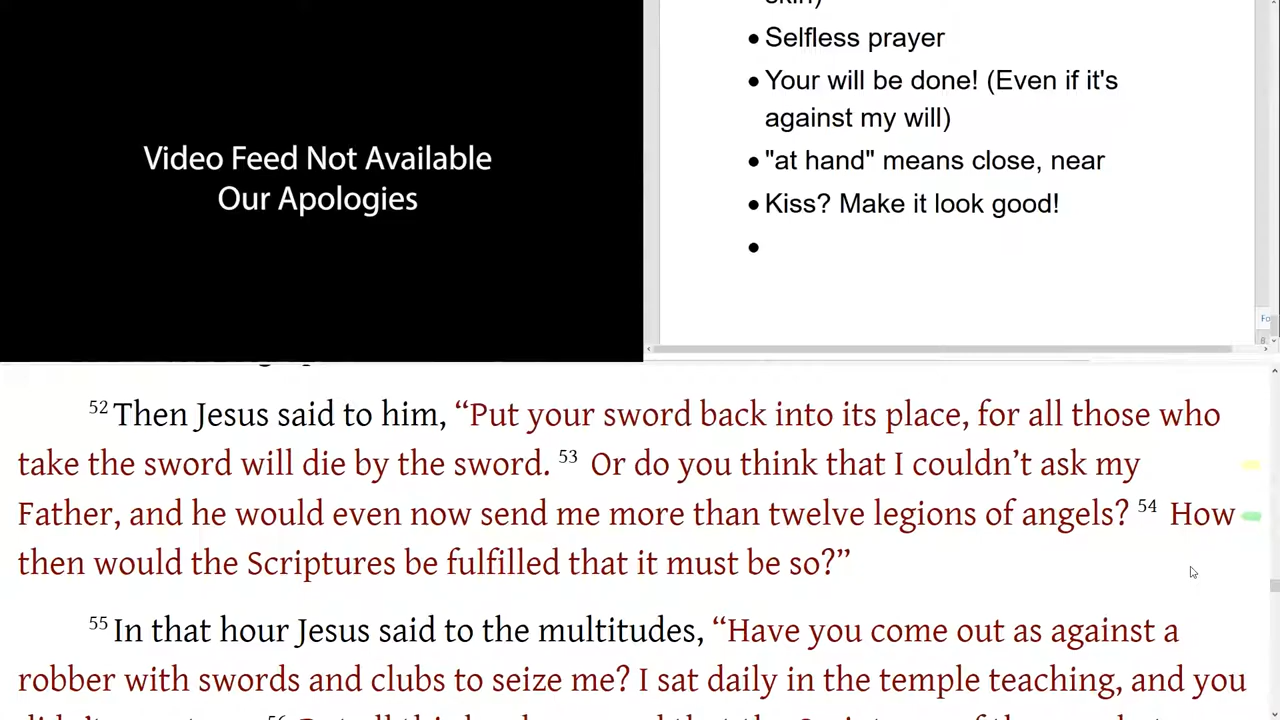 Video Feed Not Available
Our Apologies
skin)
• Selfless prayer
• Your will be done! (Even if it's
against my will)
• "at hand" means close, near
• Kiss? Make it look good!
•
52 Then Jesus said to him, “Put your sword back into its place, for all those who
take the sword will die by the sword. 53 Or do you think that I couldn’t ask my
Father, and he would even now send me more than twelve legions of angels? 54 How
then would the Scriptures be fulfilled that it must be so?”
55 In that hour Jesus said to the multitudes, “Have you come out as against a
robber with swords and clubs to seize me? I sat daily in the temple teaching, and you